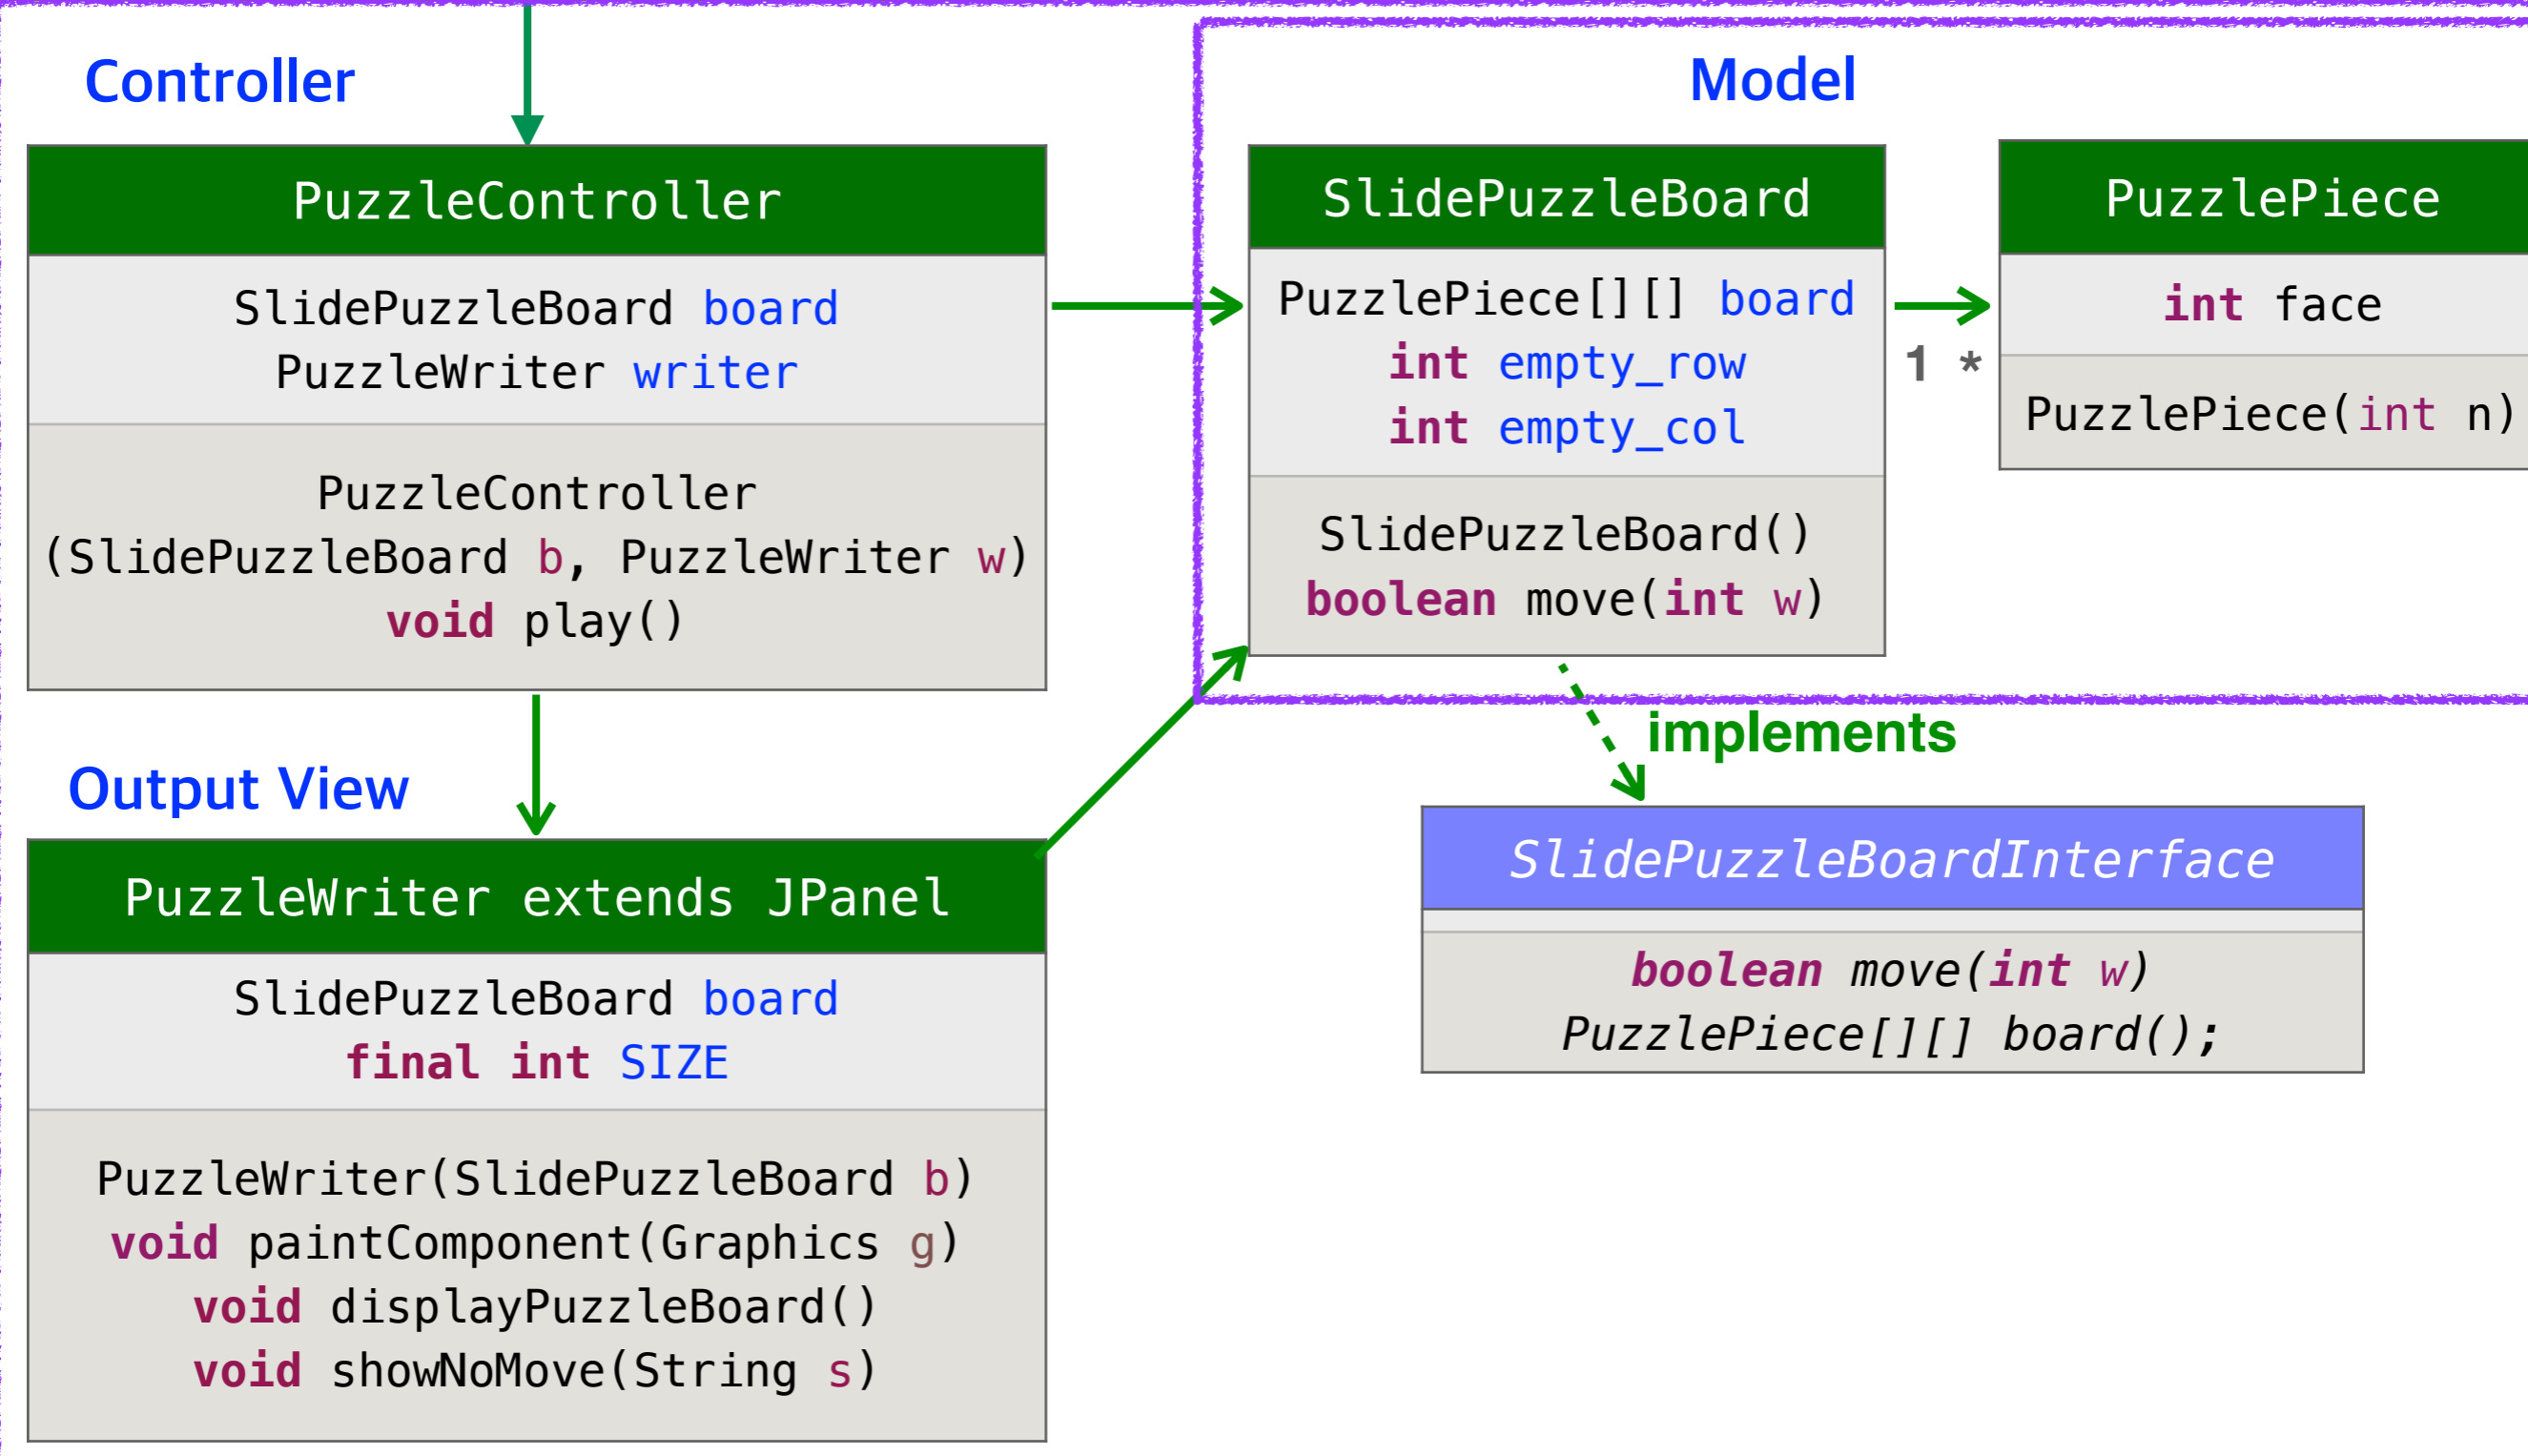 Controller
PuzzleController
SlidePuzzleBoard board
PuzzleWriter writer
PuzzleController
(SlidePuzzleBoard b, PuzzleWriter w)
void play()
Model
SlidePuzzleBoard
PuzzlePiece[][] board
int empty_row
int empty_col
SlidePuzzleBoard()
boolean move(int w)
1 *
PuzzlePiece
int face
PuzzlePiece(int n)
implements
SlidePuzzleBoardInterface
boolean move(int w)
PuzzlePiece[][] board();
Output View
PuzzleWriter extends JPanel
SlidePuzzleBoard board
final int SIZE
PuzzleWriter(SlidePuzzleBoard b)
void paintComponent(Graphics g)
void displayPuzzleBoard()
void showNoMove(String s)